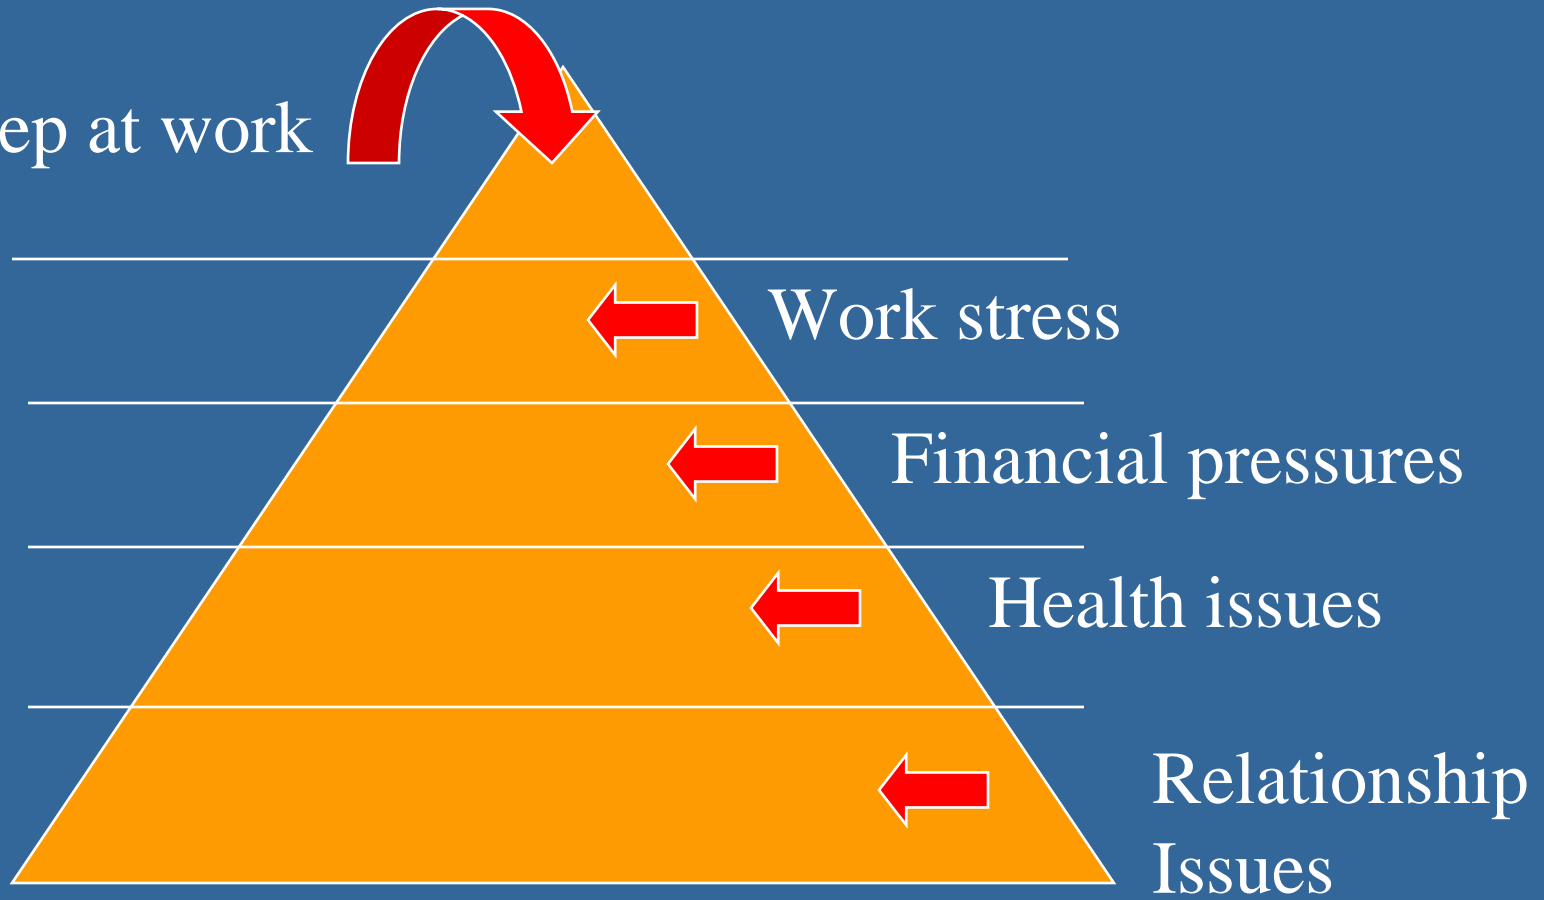 ep at work
Work stress
Financial pressures
Health issues
Relationship
Issues